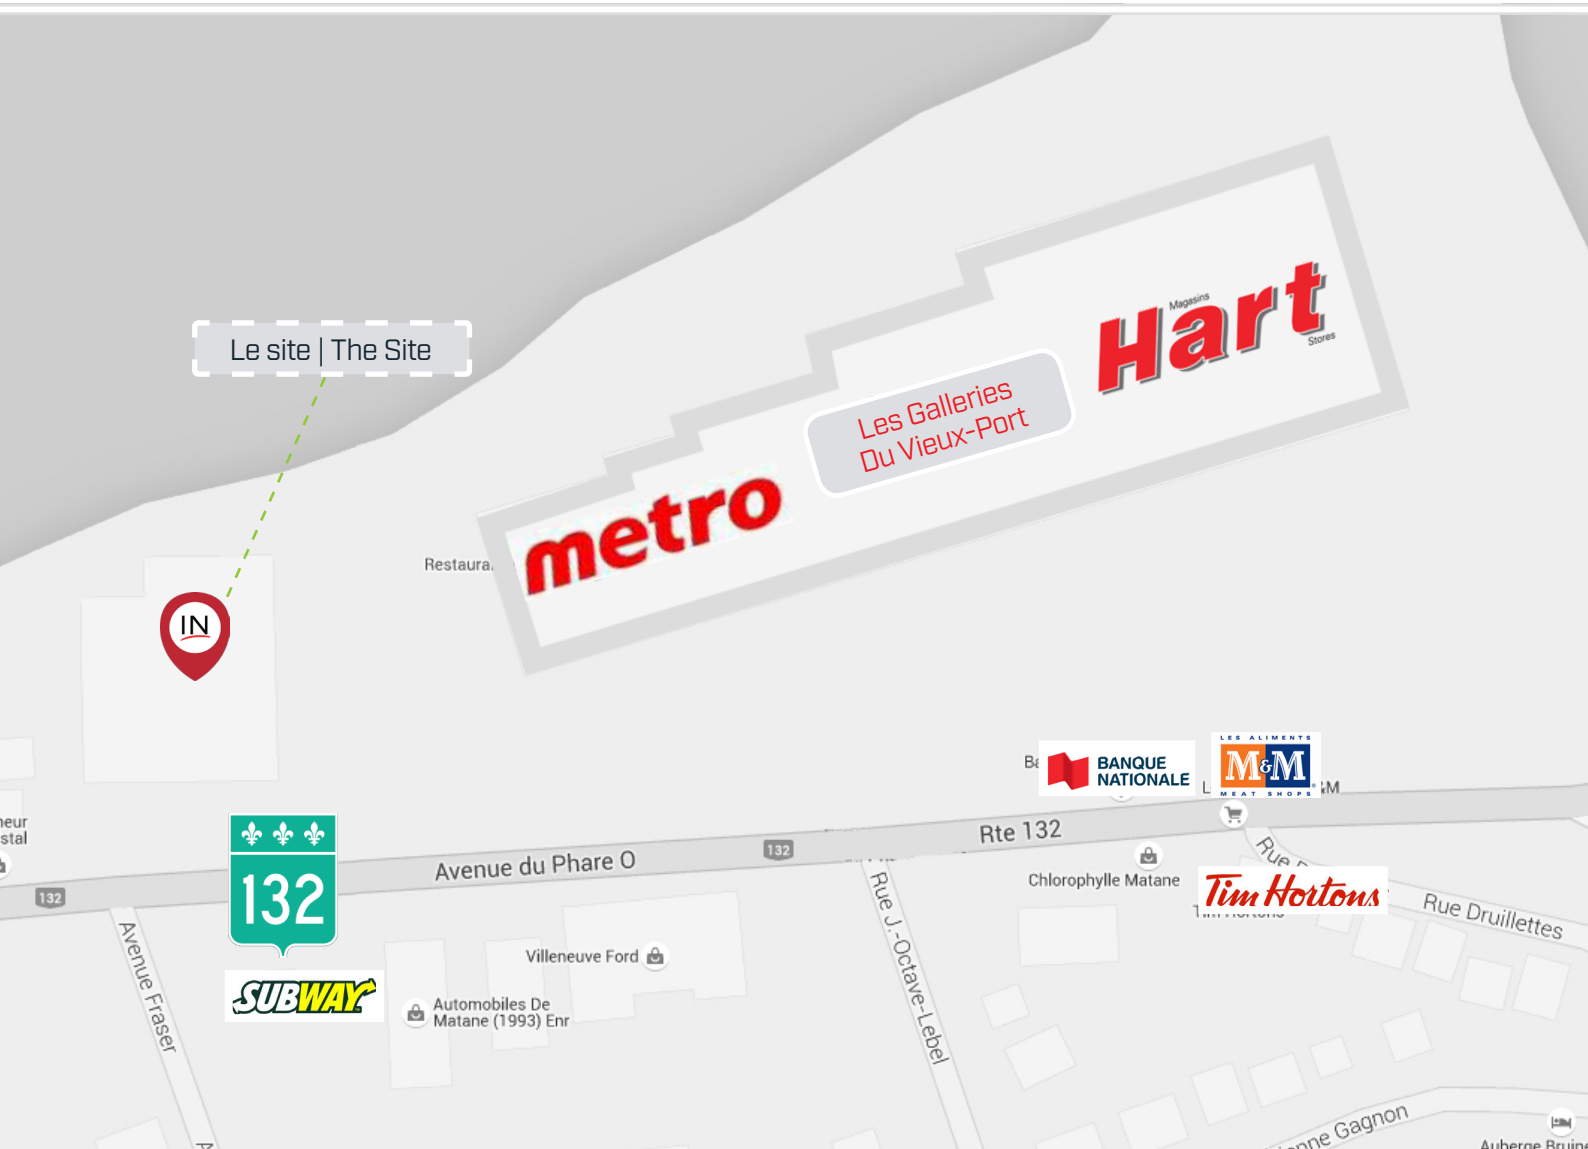 Le site | The Site
Magasins
Hart
Stores
Les Galleries
Du Vieux-Port
metro
IN
BANQUE
NATIONALE
LES ALIMENTS
M&M
MEAT SHOPS
132
Avenue du Phare O
132
Rte 132
132
Chlorophylle Matane
Rue
Tim Hortons
Rue Druillettes
Avenue Fraser
SUBWAY
Villeneuve Ford
Automobiles De
Matane (1993) Enr
Rue J.-Octave-Lebel
Gagnon
Auberge